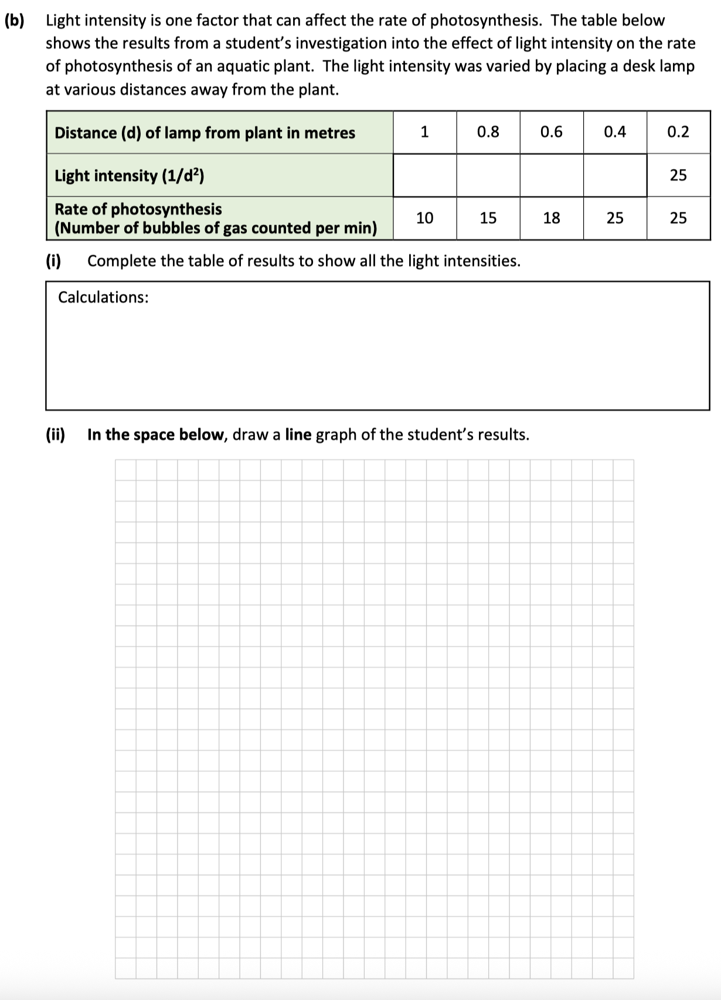 (b) Light intensity is one factor that can affect the rate of photosynthesis. The table below
shows the results from a student’s investigation into the effect of light intensity on the rate
of photosynthesis of an aquatic plant. The light intensity was varied by placing a desk lamp
at various distances away from the plant.
Distance (d) of lamp from plant in metres 1 0.8 0.6 0.4 0.2
Light intensity (1/d²) 25
Rate of photosynthesis
(Number of bubbles of gas counted per min) 10 15 18 25 25
(i) Complete the table of results to show all the light intensities.
Calculations:
(ii) In the space below, draw a line graph of the student’s results.